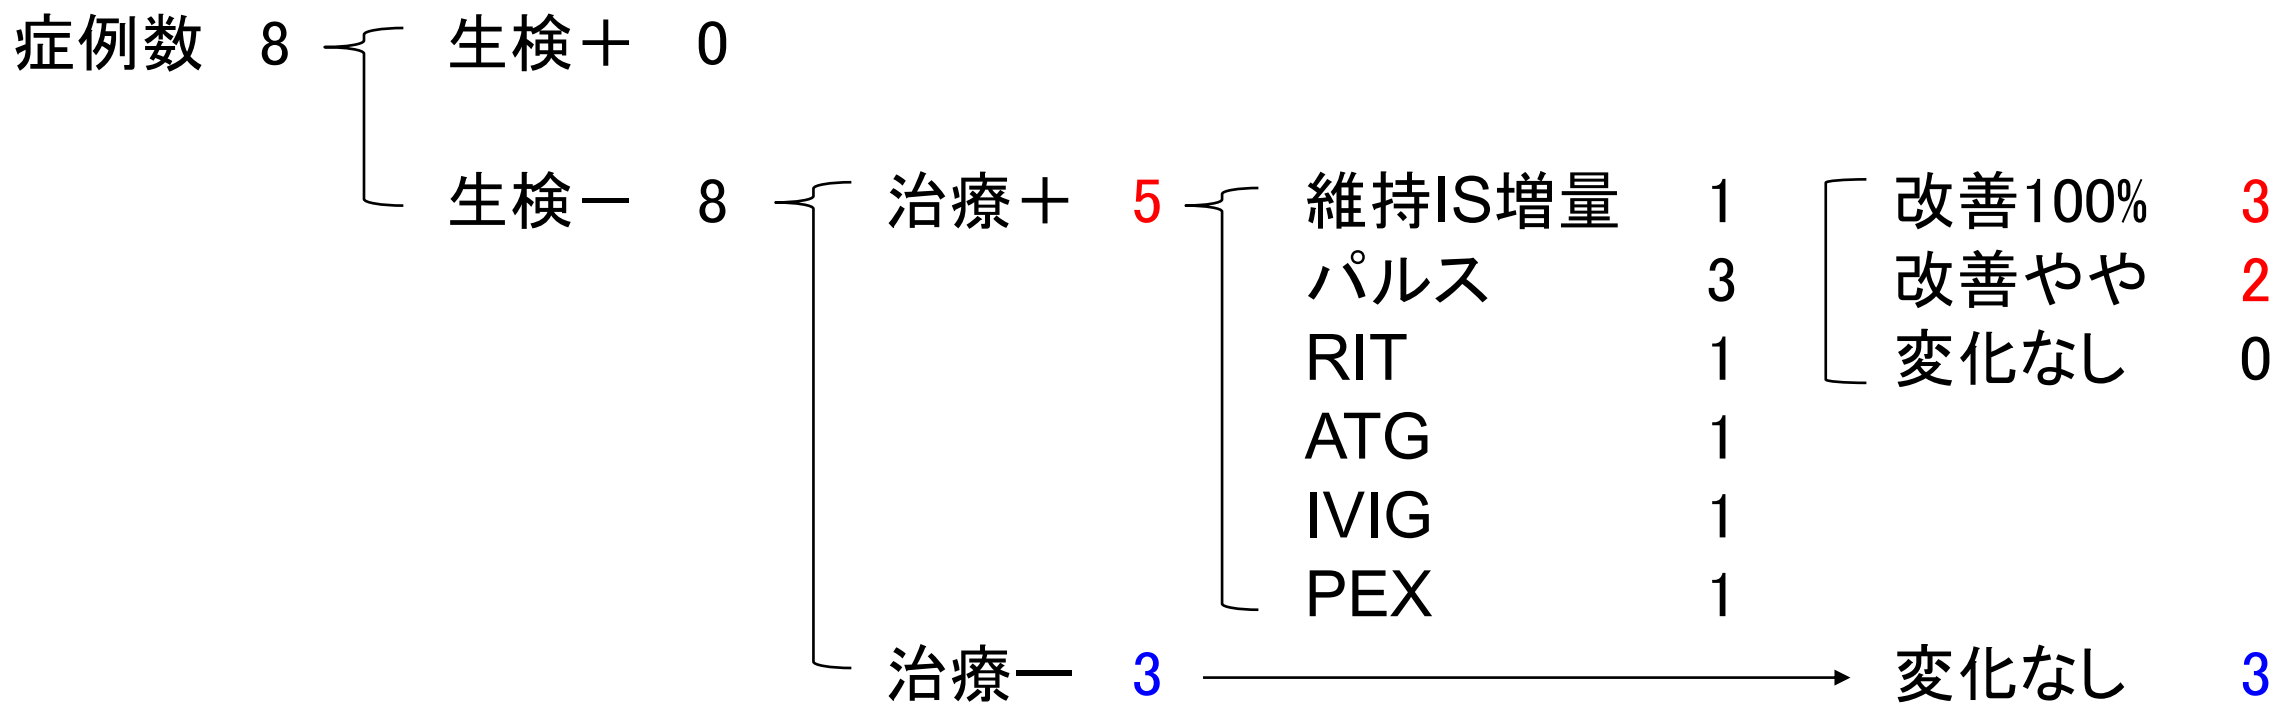 症例数 8 生検＋ 0
生検－ 8 治療＋ 5 維持IS増量 1 改善100% 3
パルス 3 改善やや 2
RIT 1 変化なし 0
ATG 1
IVIG 1
PEX 1
治療― 3 変化なし 3